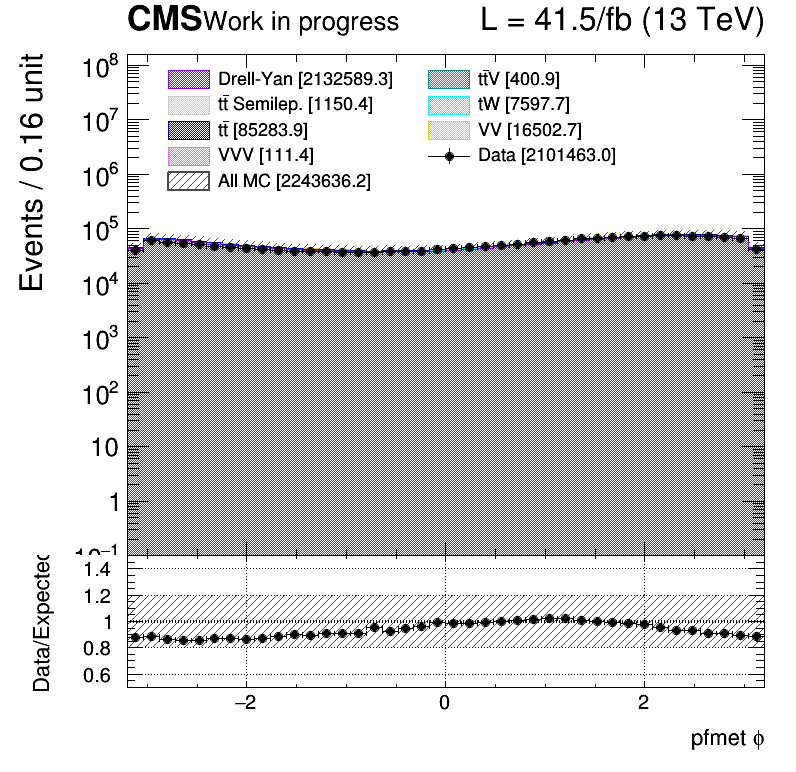 CMS Work in progress L = 41.5/fb (13 TeV)
Events / 0.16 unit
Drell-Yan [2132589.3]
tt̄V [400.9]
tt̄ Semilep. [1150.4]
tW [7597.7]
tt̄ [85283.9]
VV [16502.7]
VVV [111.4]
Data [2101463.0]
All MC [2243636.2]
10⁸
10⁷
10⁶
10⁵
10⁴
10³
10²
10
1
10⁻¹
Data/Expected
1.4
1.2
1
0.8
0.6
−2 0 2
pfmet ϕ